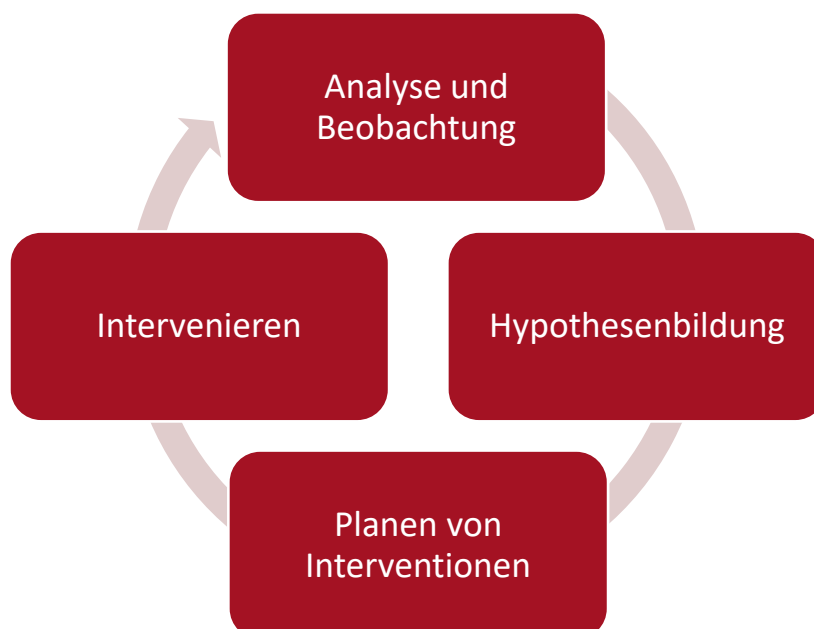 Analyse und
Beobachtung
Intervenieren
Hypothesenbildung
Planen von
Interventionen